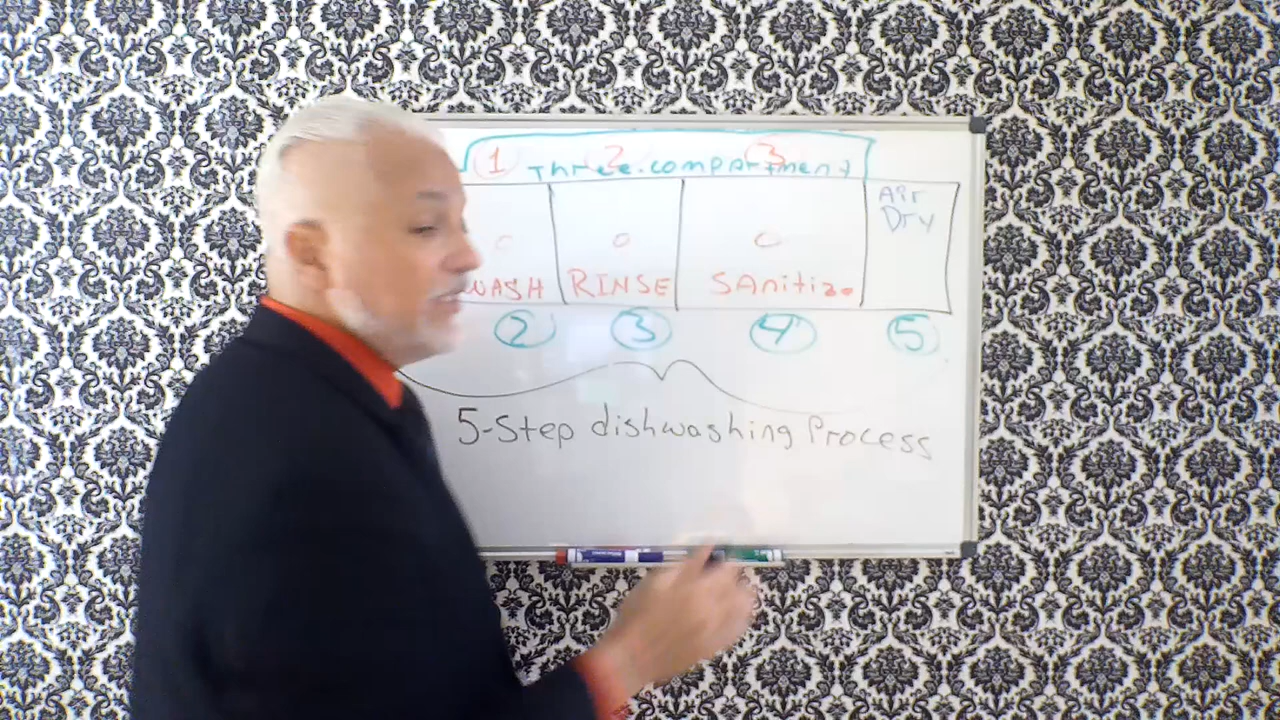 1 2 3
Three.compartment
Air
Dry
WASH RINSE SAnitize
2 3 4 5
5-Step dishwashing Process